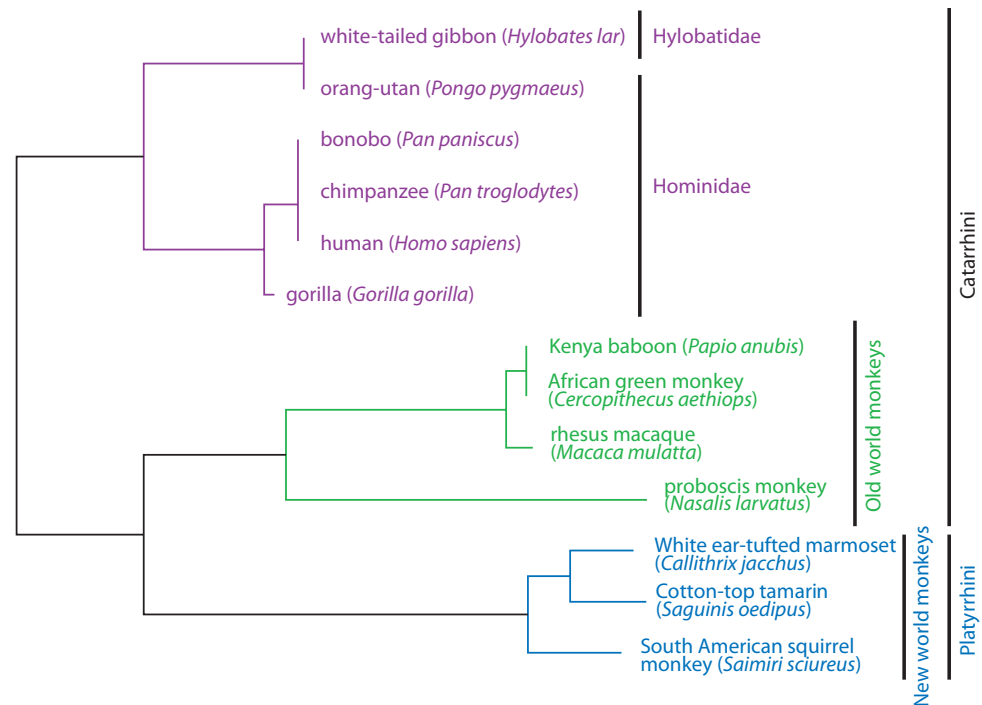 white-tailed gibbon (Hylobates lar)
Hylobatidae
orang-utan (Pongo pygmaeus)
bonobo (Pan paniscus)
chimpanzee (Pan troglodytes)
Hominidae
human (Homo sapiens)
gorilla (Gorilla gorilla)
Catarrhini
Kenya baboon (Papio anubis)
African green monkey
(Cercopithecus aethiops)
rhesus macaque
(Macaca mulatta)
proboscis monkey
(Nasalis larvatus)
Old world monkeys
White ear-tufted marmoset
(Callithrix jacchus)
Cotton-top tamarin
(Saguinis oedipus)
South American squirrel
monkey (Saimiri sciureus)
New world monkeys
Platyrrhini